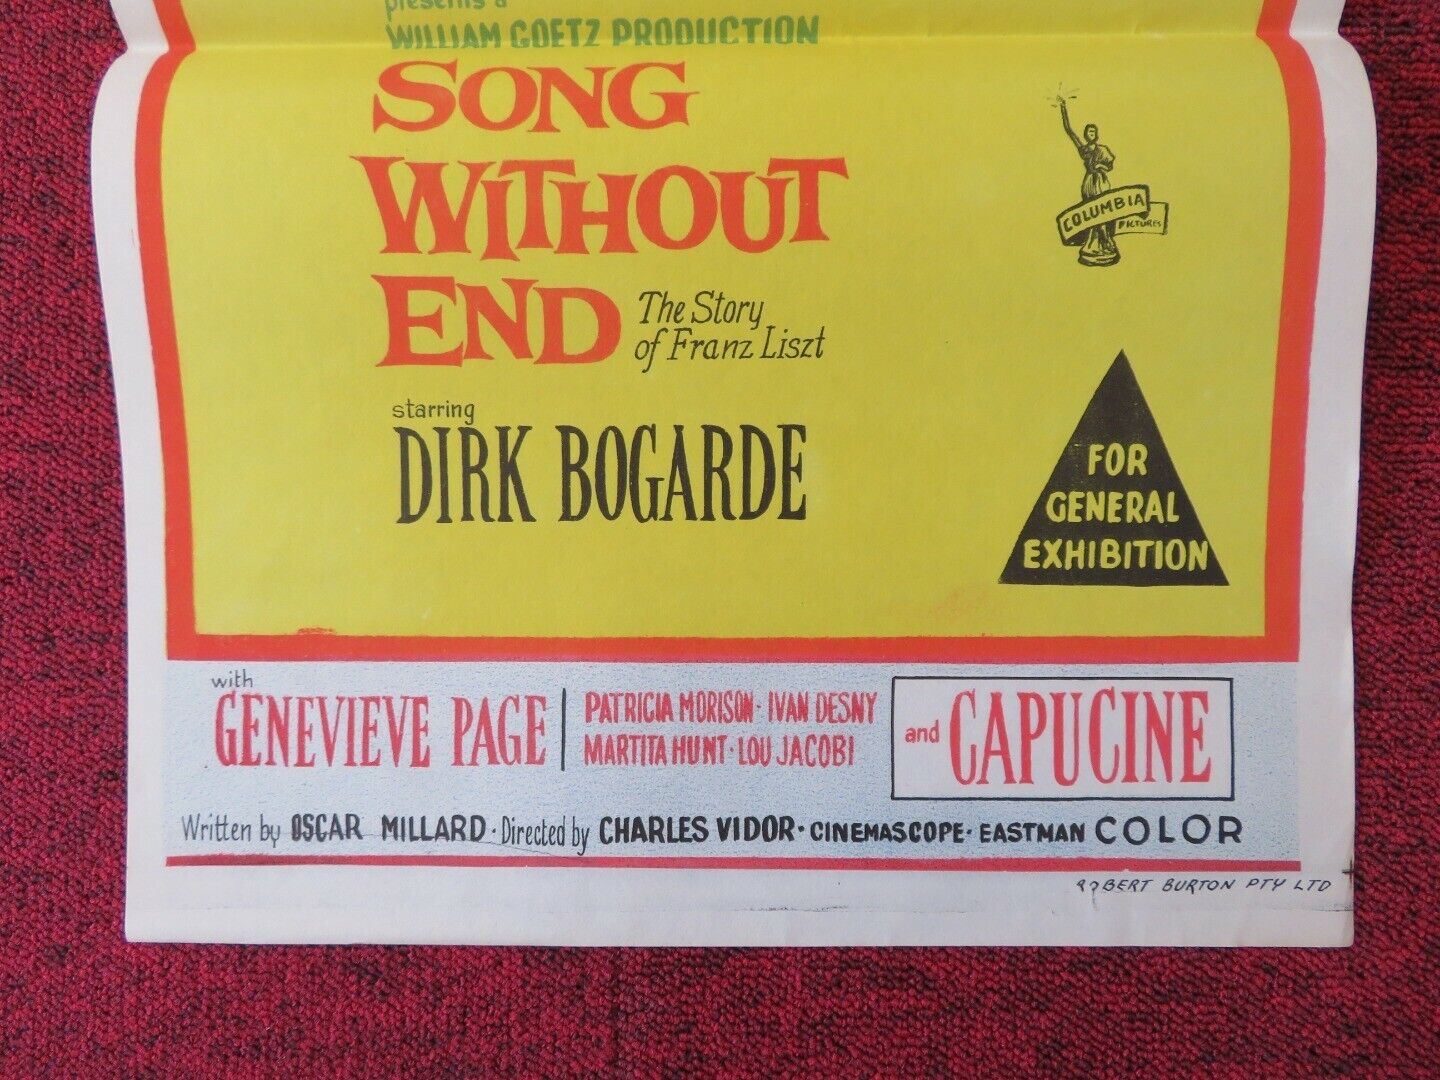 presents a
WILLIAM GOETZ PRODUCTION
SONG
WITHOUT
END
The Story
of Franz Liszt
COLUMBIA
PICTURES
starring
DIRK BOGARDE
FOR
GENERAL
EXHIBITION
with
GENEVIEVE PAGE
PATRICIA MORISON · IVAN DESNY
MARTITA HUNT · LOU JACOBI
and CAPUCINE
Written by OSCAR MILLARD · Directed by CHARLES VIDOR · CINEMASCOPE · EASTMAN COLOR
ROBERT BURTON PTY LTD